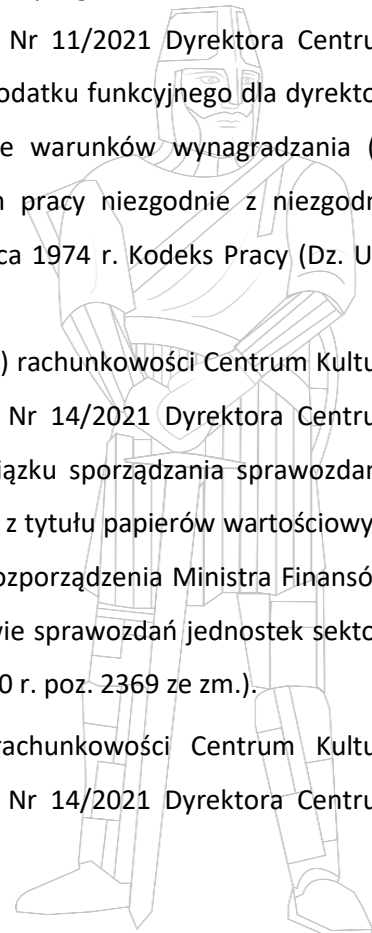 Nr 11/2021 Dyrektora Centru
odatku funkcyjnego dla dyrekto
e warunków wynagradzania (
n pracy niezgodnie z niezgodn
ca 1974 r. Kodeks Pracy (Dz. U
) rachunkowości Centrum Kultu
Nr 14/2021 Dyrektora Centru
iązku sporządzania sprawozdar
z tytułu papierów wartościowy
ozporządzenia Ministra Finansó
wie sprawozdań jednostek sekto
0 r. poz. 2369 ze zm.).
rachunkowości Centrum Kultu
Nr 14/2021 Dyrektora Centru